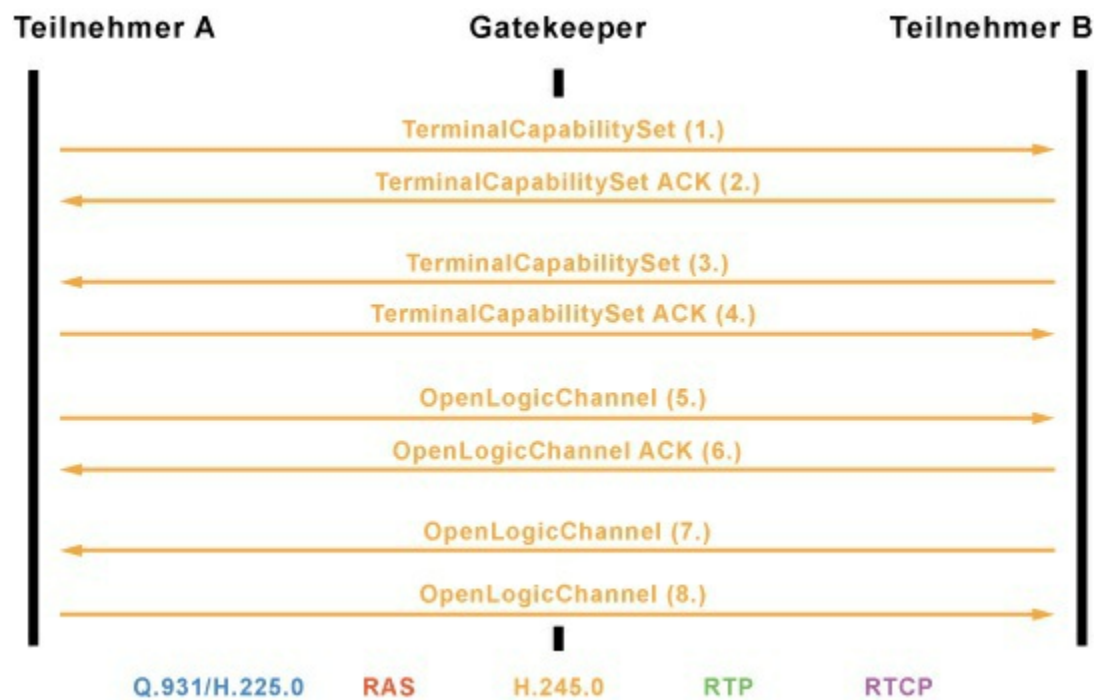 Teilnehmer A Gatekeeper Teilnehmer B
TerminalCapabilitySet (1.)
TerminalCapabilitySet ACK (2.)
TerminalCapabilitySet (3.)
TerminalCapabilitySet ACK (4.)
OpenLogicChannel (5.)
OpenLogicChannel ACK (6.)
OpenLogicChannel (7.)
OpenLogicChannel (8.)
Q.931/H.225.0 RAS H.245.0 RTP RTCP